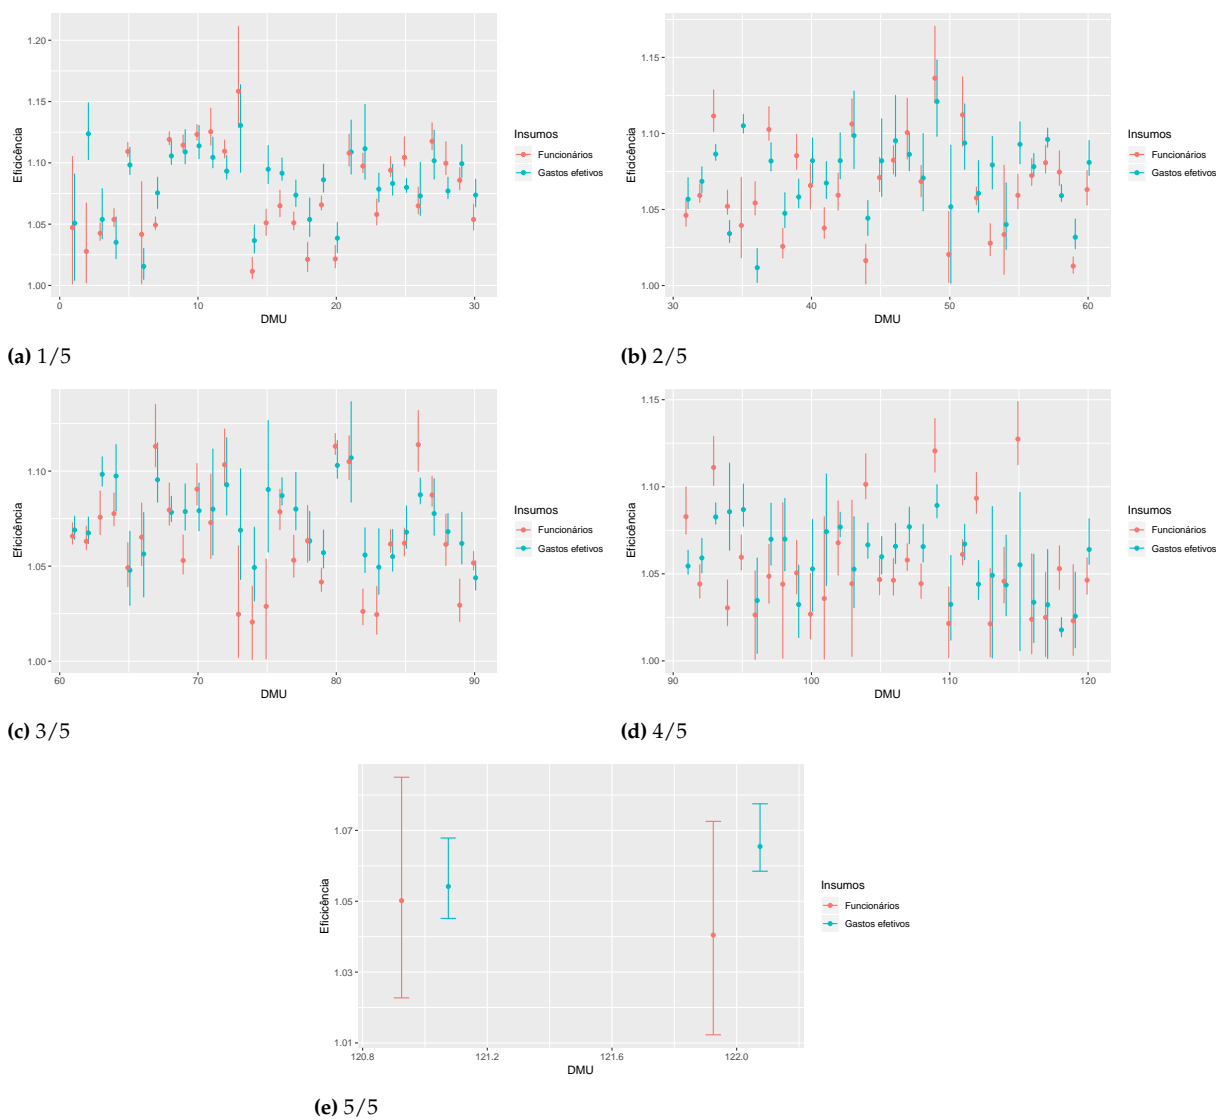 1.20
1.15
1.10
1.05
1.00
Eficicência
0 10 20 30
DMU
Insumos
Funcionários
Gastos efetivos
(a) 1/5
1.15
1.10
1.05
1.00
Eficicência
30 40 50 60
DMU
Insumos
Funcionários
Gastos efetivos
(b) 2/5
1.10
1.05
1.00
Eficicência
60 70 80 90
DMU
Insumos
Funcionários
Gastos efetivos
(c) 3/5
1.15
1.10
1.05
1.00
Eficicência
90 100 110 120
DMU
Insumos
Funcionários
Gastos efetivos
(d) 4/5
1.07
1.05
1.03
1.01
Eficicência
120.8 121.2 121.6 122.0
DMU
Insumos
Funcionários
Gastos efetivos
(e) 5/5